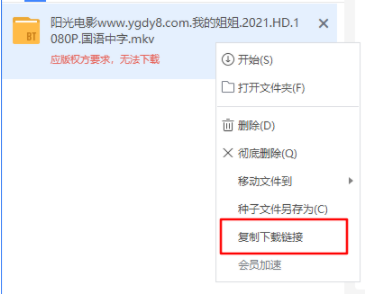 阳光电影www.ygdy8.com.我的姐姐.2021.HD.1
080P.国语中字.mkv
BT
应版权方要求，无法下载
开始(S)
打开文件夹(F)
删除(D)
彻底删除(Q)
移动文件到
种子文件另存为(C)
复制下载链接
会员加速